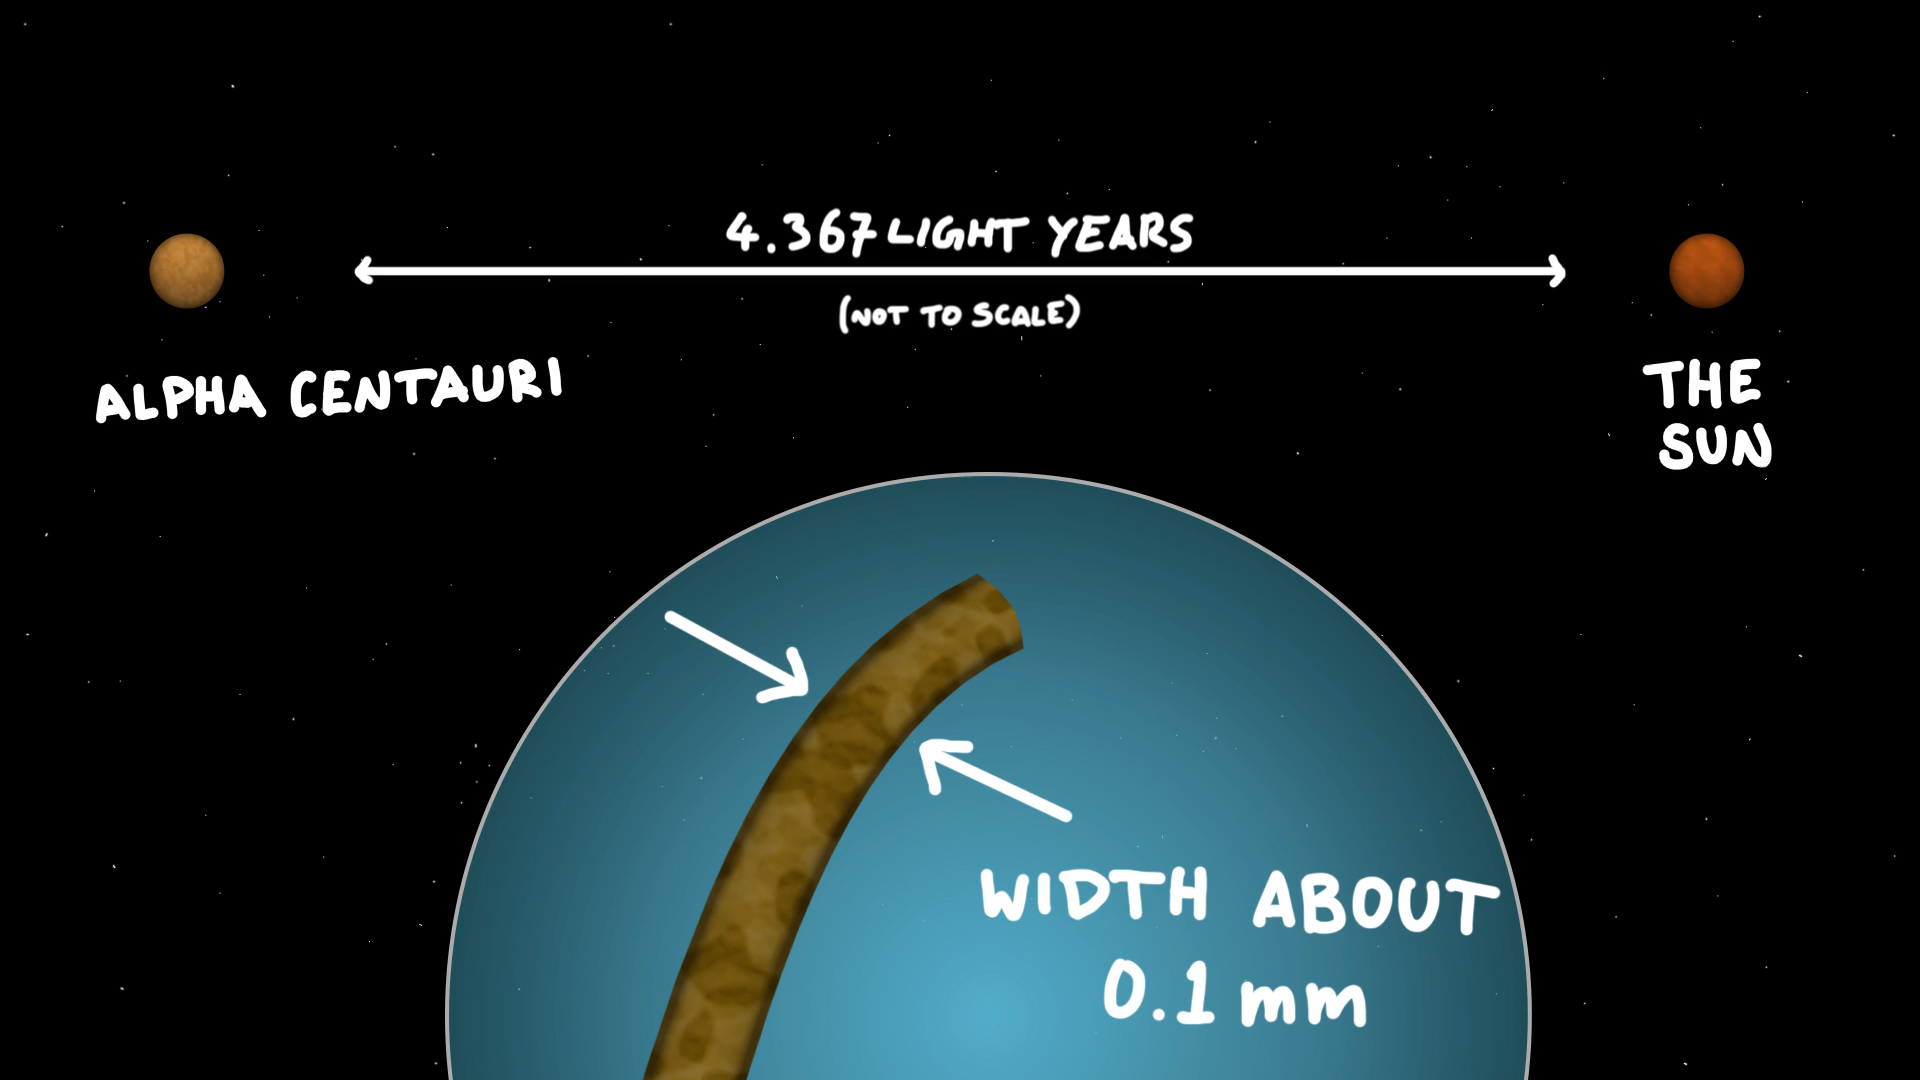 4.367 LIGHT YEARS
(NOT TO SCALE)
ALPHA CENTAURI
THE
SUN
WIDTH ABOUT
0.1 mm